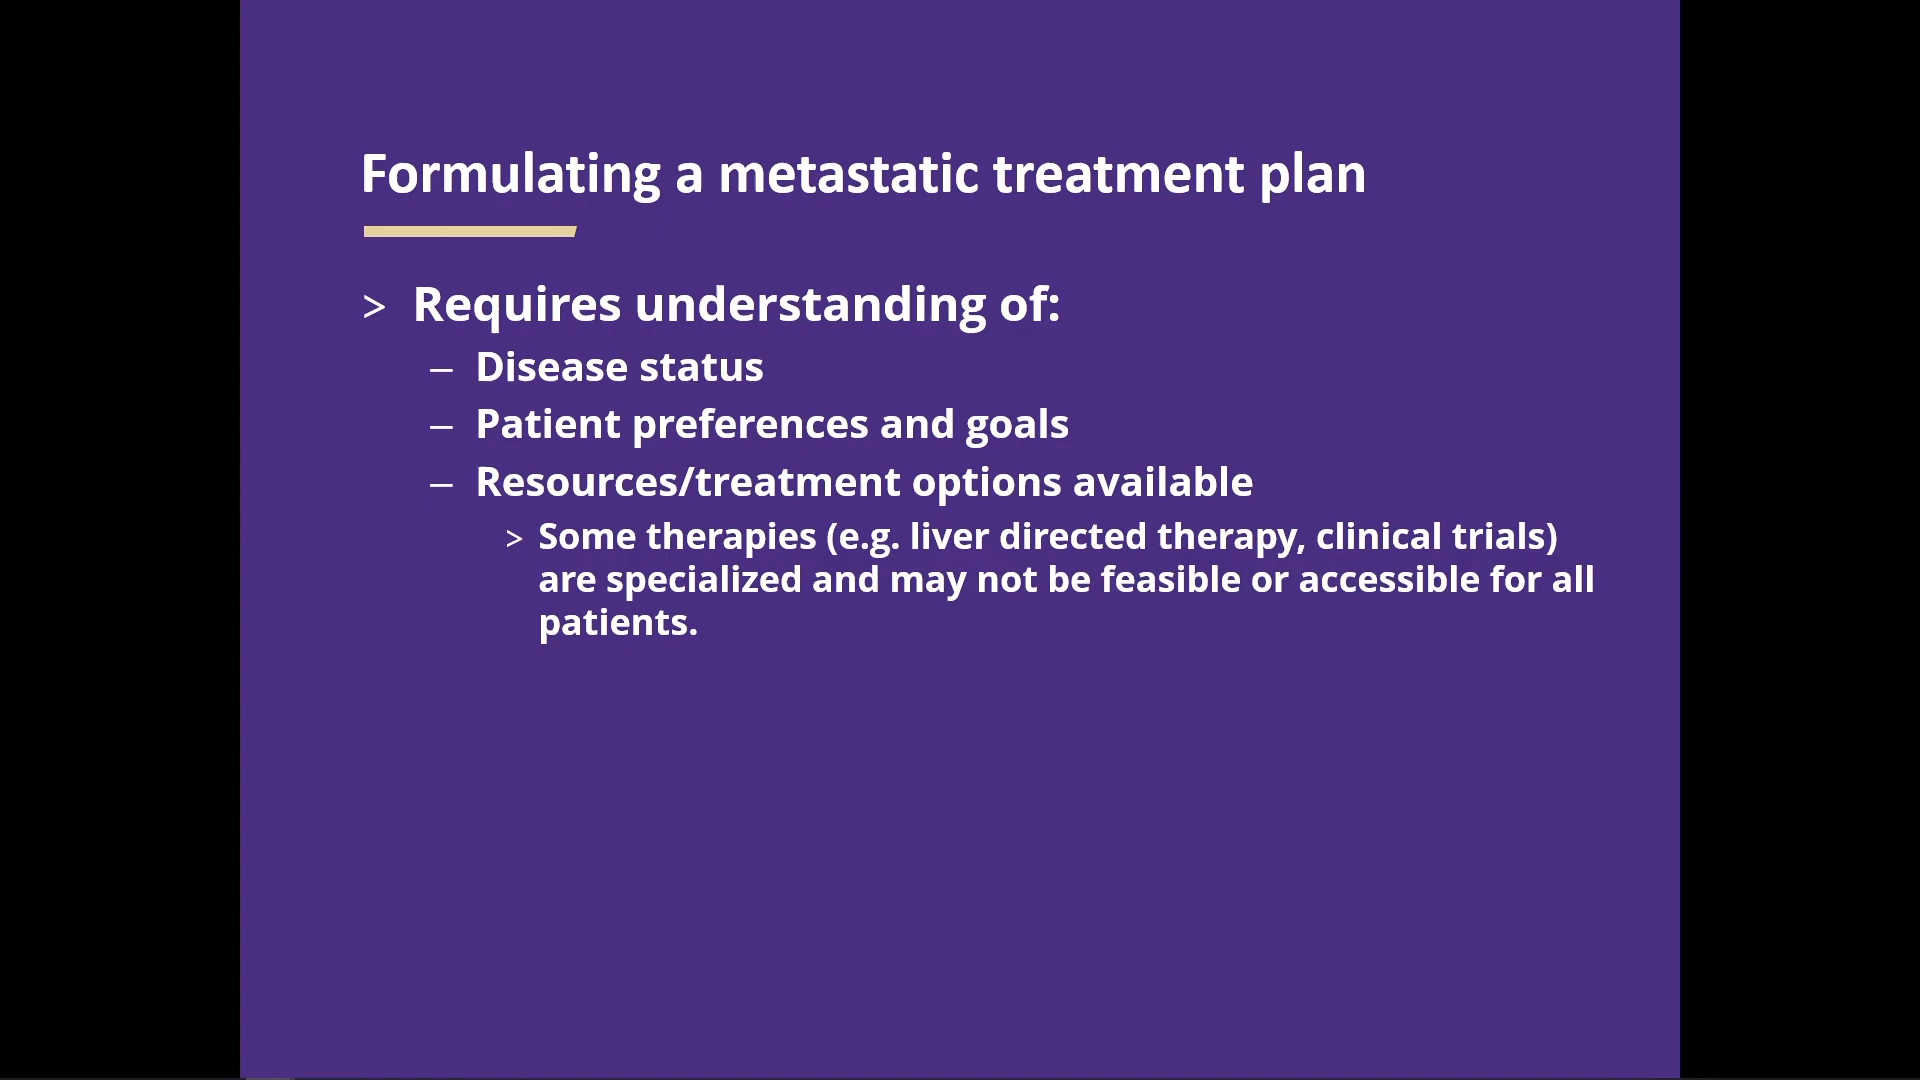 Formulating a metastatic treatment plan
> Requires understanding of:
– Disease status
– Patient preferences and goals
– Resources/treatment options available
> Some therapies (e.g. liver directed therapy, clinical trials)
are specialized and may not be feasible or accessible for all
patients.